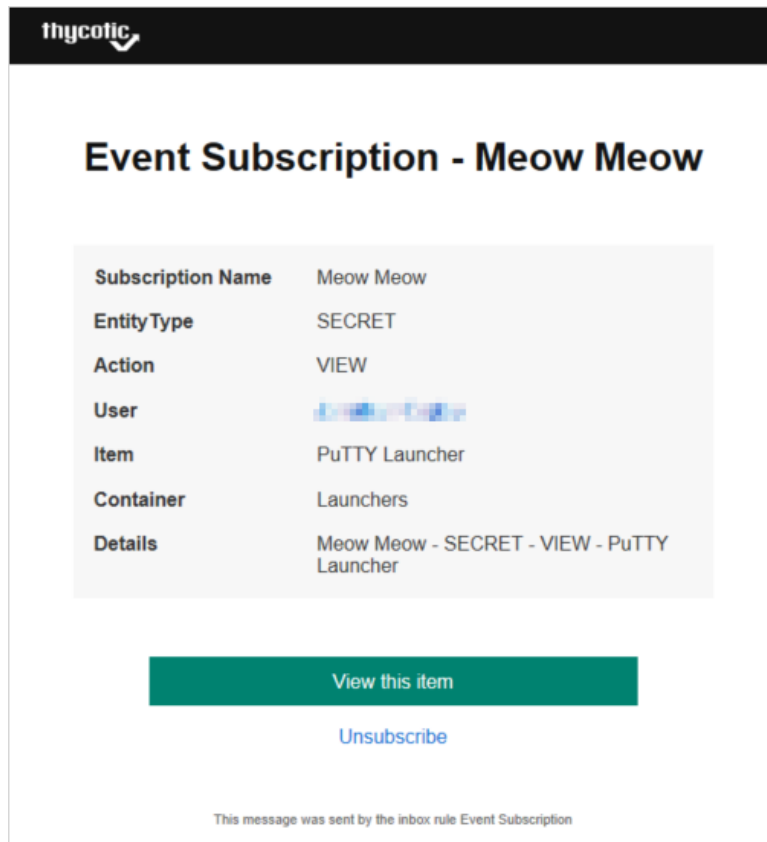 thycotic
Event Subscription - Meow Meow
Subscription Name Meow Meow
EntityType SECRET
Action VIEW
User
Item PuTTY Launcher
Container Launchers
Details Meow Meow - SECRET - VIEW - PuTTY
Launcher
View this item
Unsubscribe
This message was sent by the inbox rule Event Subscription